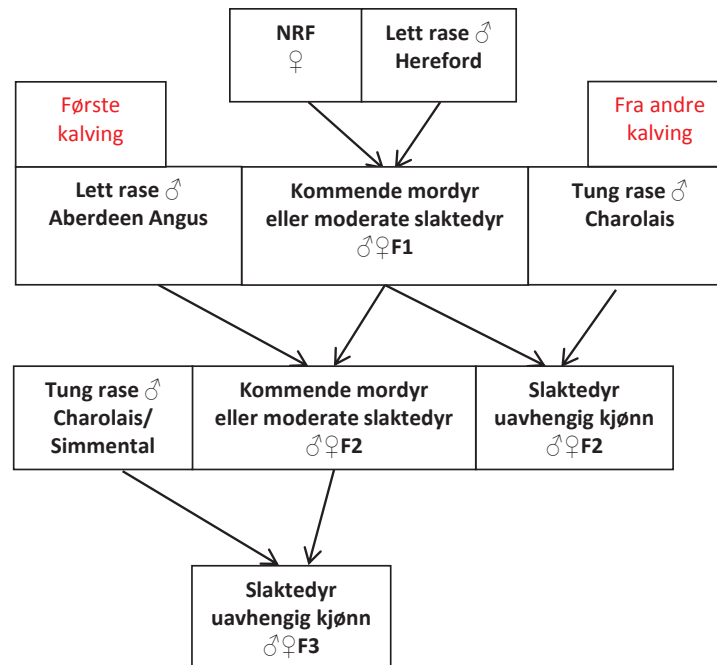 NRF
♀
Lett rase ♂
Hereford
Første
kalving
Fra andre
kalving
Lett rase ♂
Aberdeen Angus
Kommende mordyr
eller moderate slaktedyr
♂♀F1
Tung rase ♂
Charolais
Tung rase ♂
Charolais/
Simmental
Kommende mordyr
eller moderate slaktedyr
♂♀F2
Slaktedyr
uavhengig kjønn
♂♀F2
Slaktedyr
uavhengig kjønn
♂♀F3